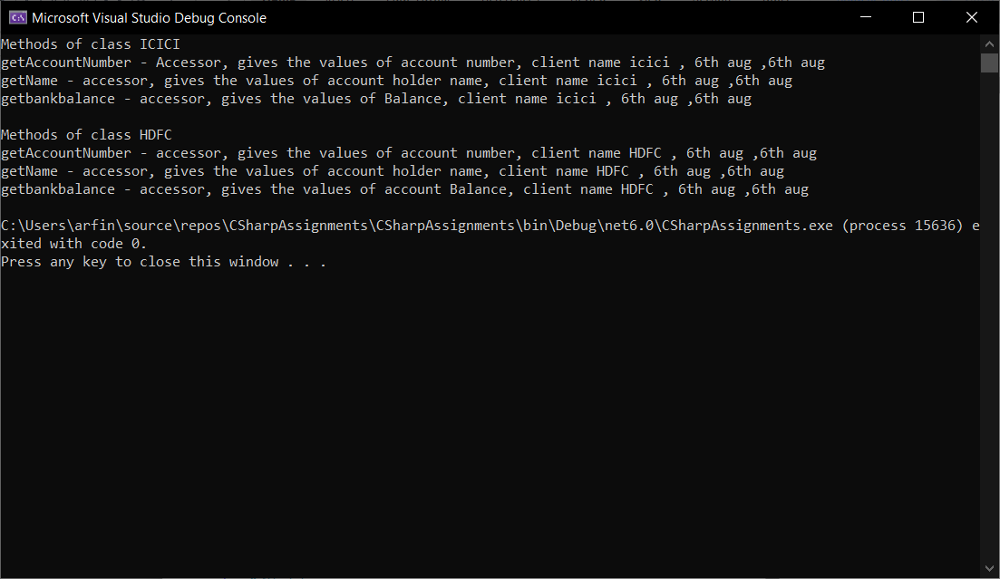 Microsoft Visual Studio Debug Console
Methods of class ICICI
getAccountNumber - Accessor, gives the values of account number, client name icici , 6th aug ,6th aug
getName - accessor, gives the values of account holder name, client name icici , 6th aug ,6th aug
getbankbalance - accessor, gives the values of Balance, client name icici , 6th aug ,6th aug
Methods of class HDFC
getAccountNumber - accessor, gives the values of account number, client name HDFC , 6th aug ,6th aug
getName - accessor, gives the values of account holder name, client name HDFC , 6th aug ,6th aug
getbankbalance - accessor, gives the values of account Balance, client name HDFC , 6th aug ,6th aug
C:\Users\arfin\source\repos\CSharpAssignments\CSharpAssignments\bin\Debug\net6.0\CSharpAssignments.exe (process 15636) e
xited with code 0.
Press any key to close this window . . .